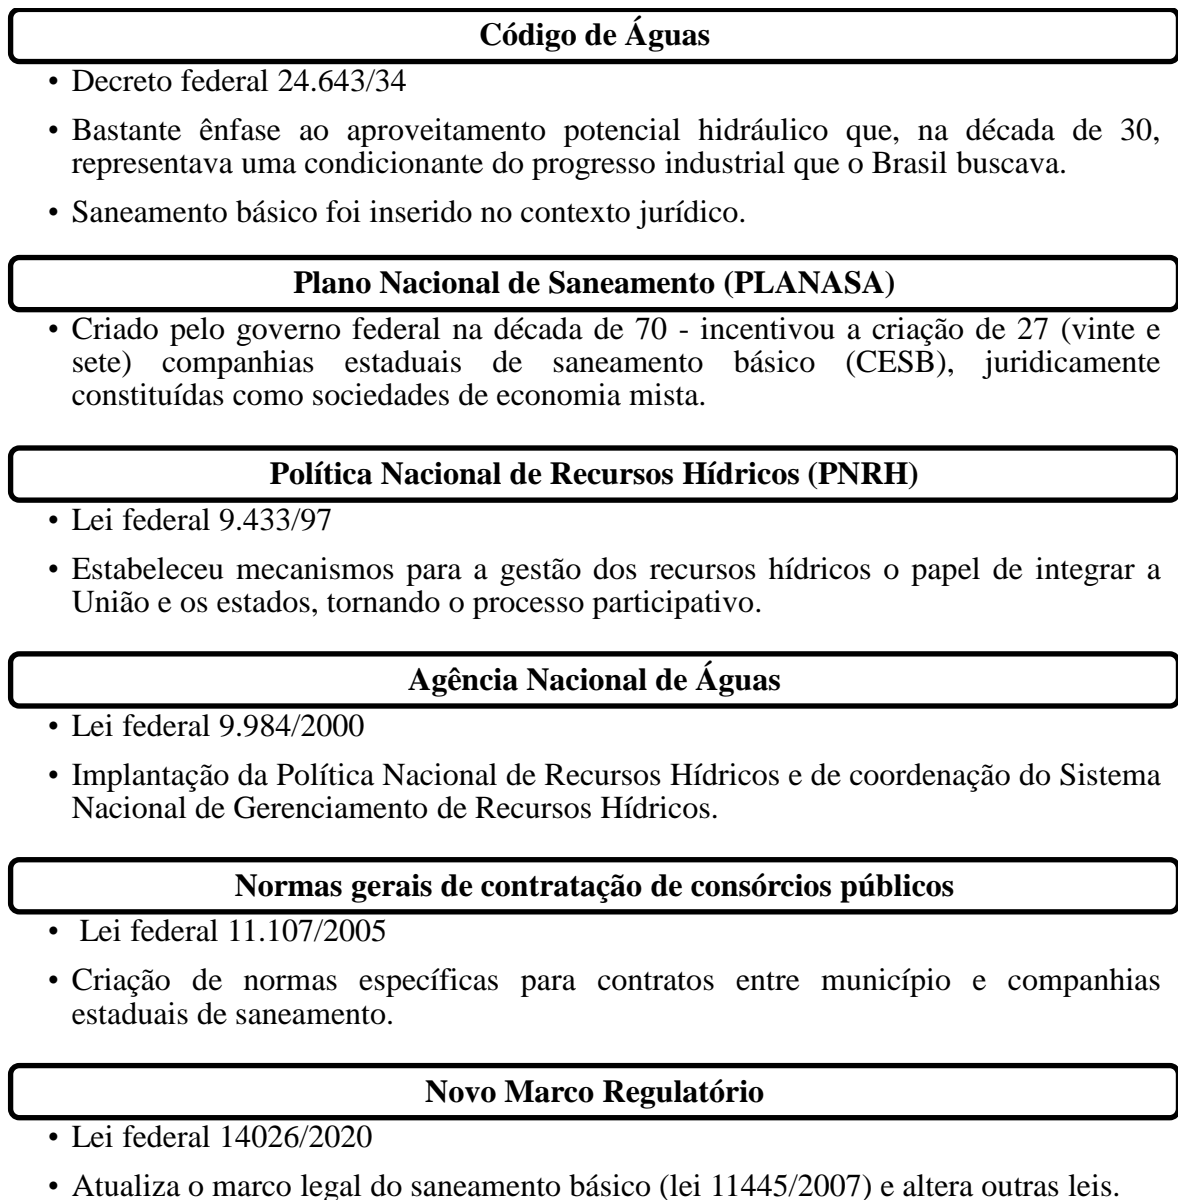 Código de Águas
• Decreto federal 24.643/34
• Bastante ênfase ao aproveitamento potencial hidráulico que, na década de 30,
representava uma condicionante do progresso industrial que o Brasil buscava.
• Saneamento básico foi inserido no contexto jurídico.
Plano Nacional de Saneamento (PLANASA)
• Criado pelo governo federal na década de 70 - incentivou a criação de 27 (vinte e
sete) companhias estaduais de saneamento básico (CESB), juridicamente
constituídas como sociedades de economia mista.
Política Nacional de Recursos Hídricos (PNRH)
• Lei federal 9.433/97
• Estabeleceu mecanismos para a gestão dos recursos hídricos o papel de integrar a
União e os estados, tornando o processo participativo.
Agência Nacional de Águas
• Lei federal 9.984/2000
• Implantação da Política Nacional de Recursos Hídricos e de coordenação do Sistema
Nacional de Gerenciamento de Recursos Hídricos.
Normas gerais de contratação de consórcios públicos
• Lei federal 11.107/2005
• Criação de normas específicas para contratos entre município e companhias
estaduais de saneamento.
Novo Marco Regulatório
• Lei federal 14026/2020
• Atualiza o marco legal do saneamento básico (lei 11445/2007) e altera outras leis.